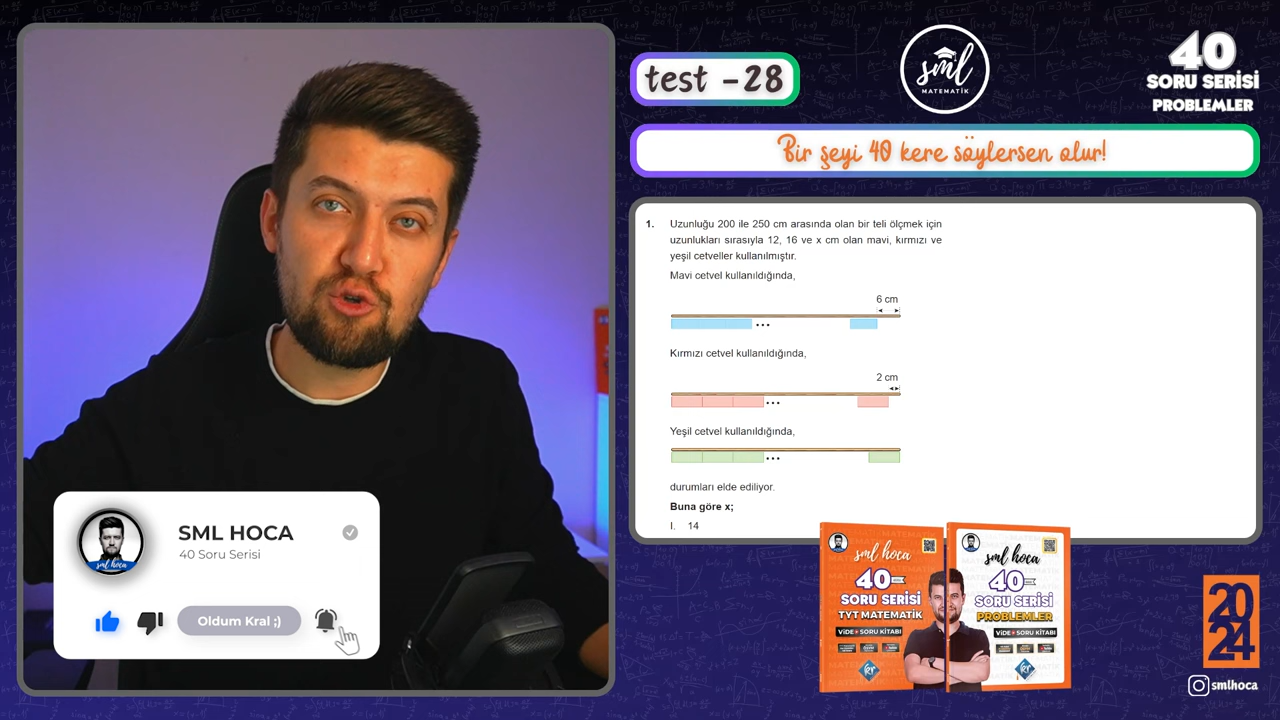 test -28
sml
MATEMATİK
40
SORU SERİSİ
PROBLEMLER
Bir şeyi 40 kere söylersen olur!
1. Uzunluğu 200 ile 250 cm arasında olan bir teli ölçmek için
uzunlukları sırasıyla 12, 16 ve x cm olan mavi, kırmızı ve
yeşil cetveller kullanılmıştır.
Mavi cetvel kullanıldığında,
6 cm
Kırmızı cetvel kullanıldığında,
2 cm
Yeşil cetvel kullanıldığında,
durumları elde ediliyor.
Buna göre x;
I. 14
SML HOCA
40 Soru Serisi
sml hoca
Oldum Kral ;)
sml hoca
40
SORU SERİSİ
TYT MATEMATİK
VİDEO SORU KİTABI
sml hoca
40
SORU SERİSİ
PROBLEMLER
VİDEO SORU KİTABI
kr
2024
smlhoca